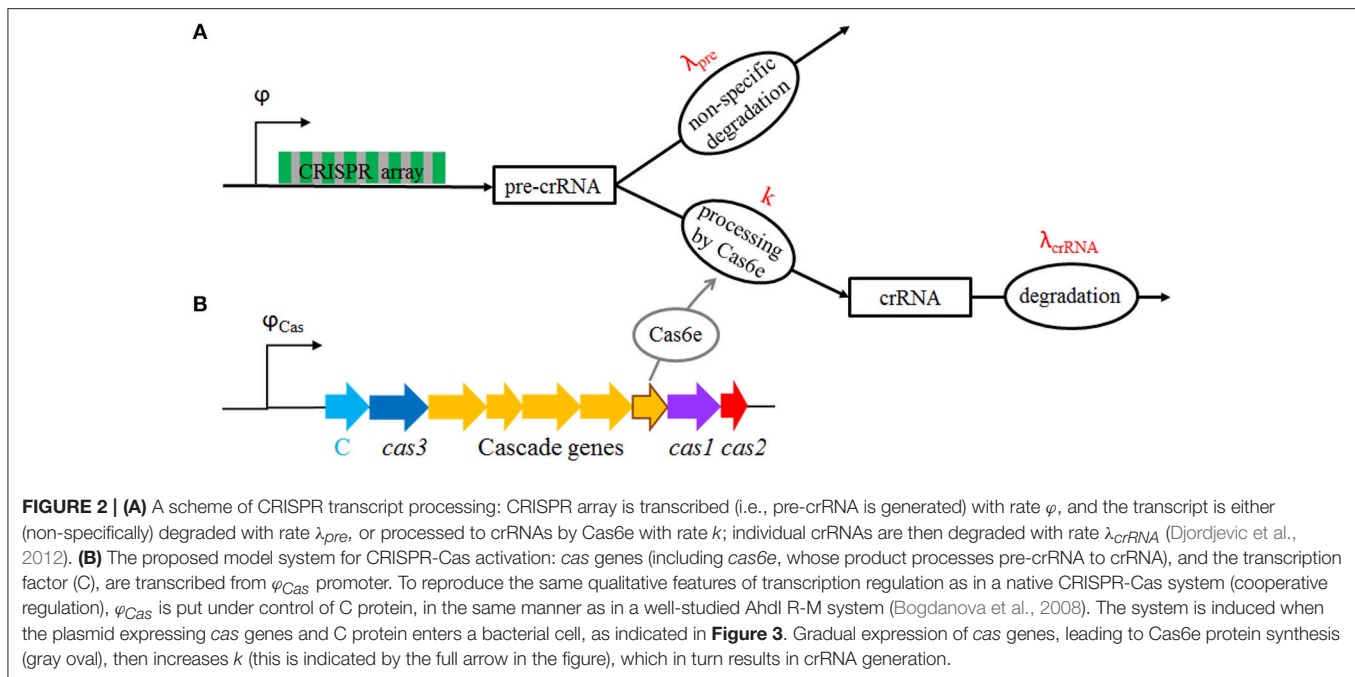 A
φ
CRISPR array
pre-crRNA
λpre
non-specific
degradation
k
processing
by Cas6e
λcrRNA
crRNA
degradation
B
φCas
Cas6e
C
cas3
Cascade genes
cas1
cas2
FIGURE 2 | (A) A scheme of CRISPR transcript processing: CRISPR array is transcribed (i.e., pre-crRNA is generated) with rate φ, and the transcript is either
(non-specifically) degraded with rate λpre, or processed to crRNAs by Cas6e with rate k; individual crRNAs are then degraded with rate λcrRNA (Djordjevic et al.,
2012). (B) The proposed model system for CRISPR-Cas activation: cas genes (including cas6e, whose product processes pre-crRNA to crRNA), and the transcription
factor (C), are transcribed from φCas promoter. To reproduce the same qualitative features of transcription regulation as in a native CRISPR-Cas system (cooperative
regulation), φCas is put under control of C protein, in the same manner as in a well-studied AhdI R-M system (Bogdanova et al., 2008). The system is induced when
the plasmid expressing cas genes and C protein enters a bacterial cell, as indicated in Figure 3. Gradual expression of cas genes, leading to Cas6e protein synthesis
(gray oval), then increases k (this is indicated by the full arrow in the figure), which in turn results in crRNA generation.